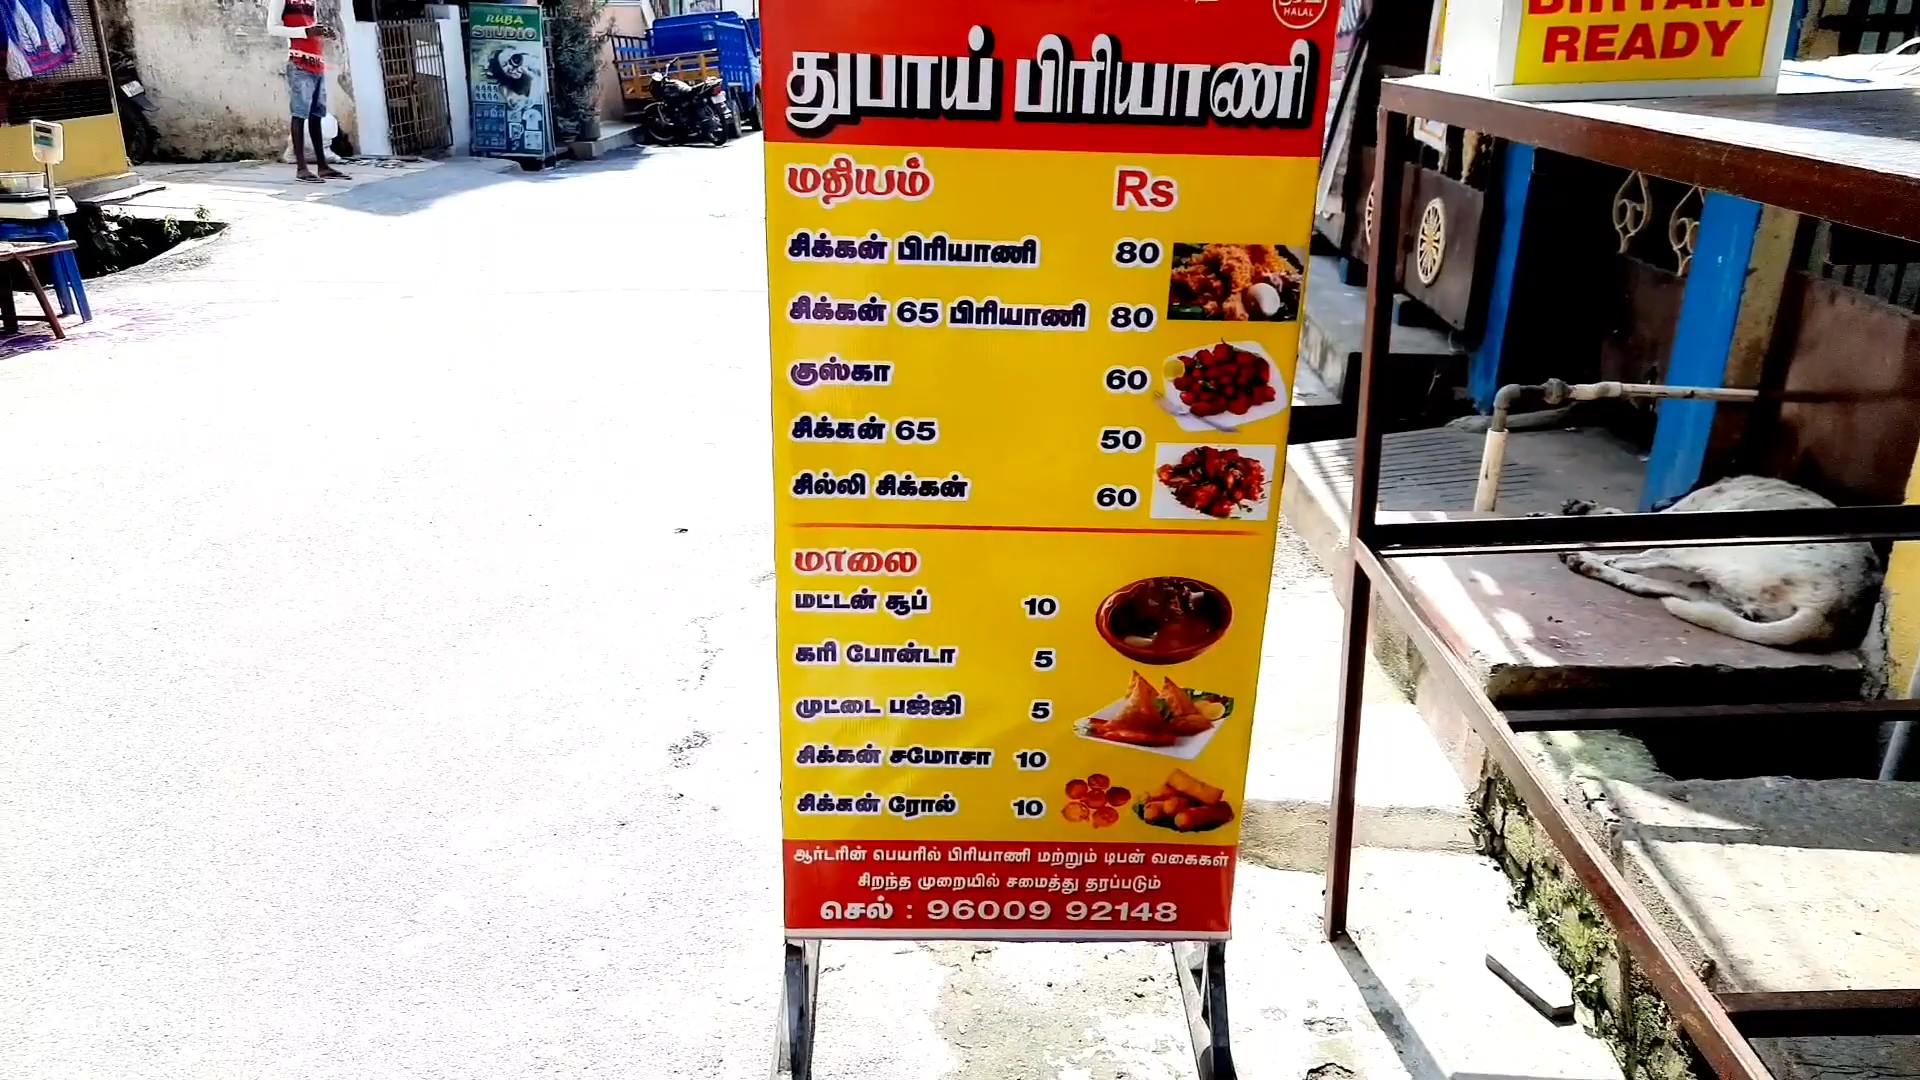 RUBA
STUDIO
HALAL
துபாய் பிரியாணி
மதியம் Rs
சிக்கன் பிரியாணி 80
சிக்கன் 65 பிரியாணி 80
குஸ்கா 60
சிக்கன் 65 50
சில்லி சிக்கன் 60
மாலை
மட்டன் சூப் 10
கரி போன்டா 5
முட்டை பஜ்ஜி 5
சிக்கன் சமோசா 10
சிக்கன் ரோல் 10
ஆர்டரின் பெயரில் பிரியாணி மற்றும் டிபன் வகைகள்
சிறந்த முறையில் சமைத்து தரப்படும்
செல் : 96009 92148
BIRYANI
READY